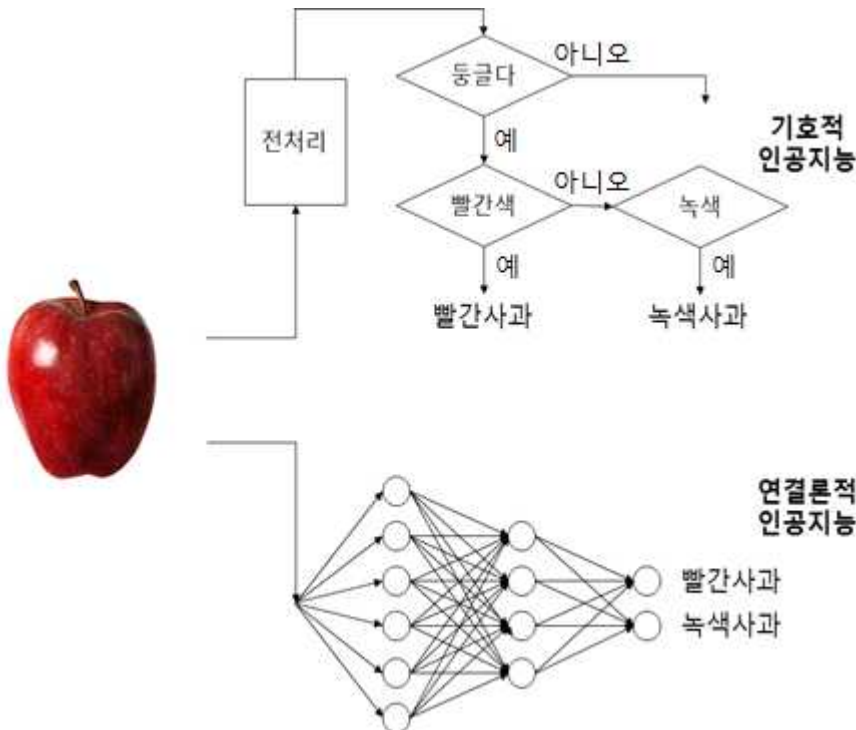 둥글다
아니오
전처리
예
기호적
인공지능
빨간색
아니오
녹색
예
예
빨간사과
녹색사과
연결론적
인공지능
빨간사과
녹색사과